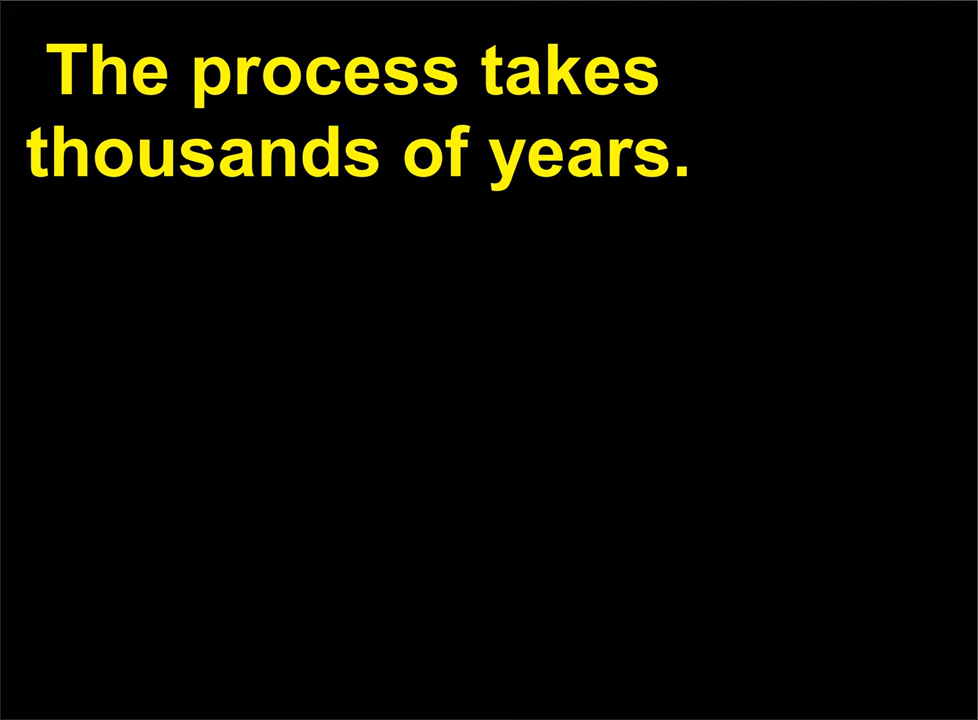 The process takes
thousands of years.